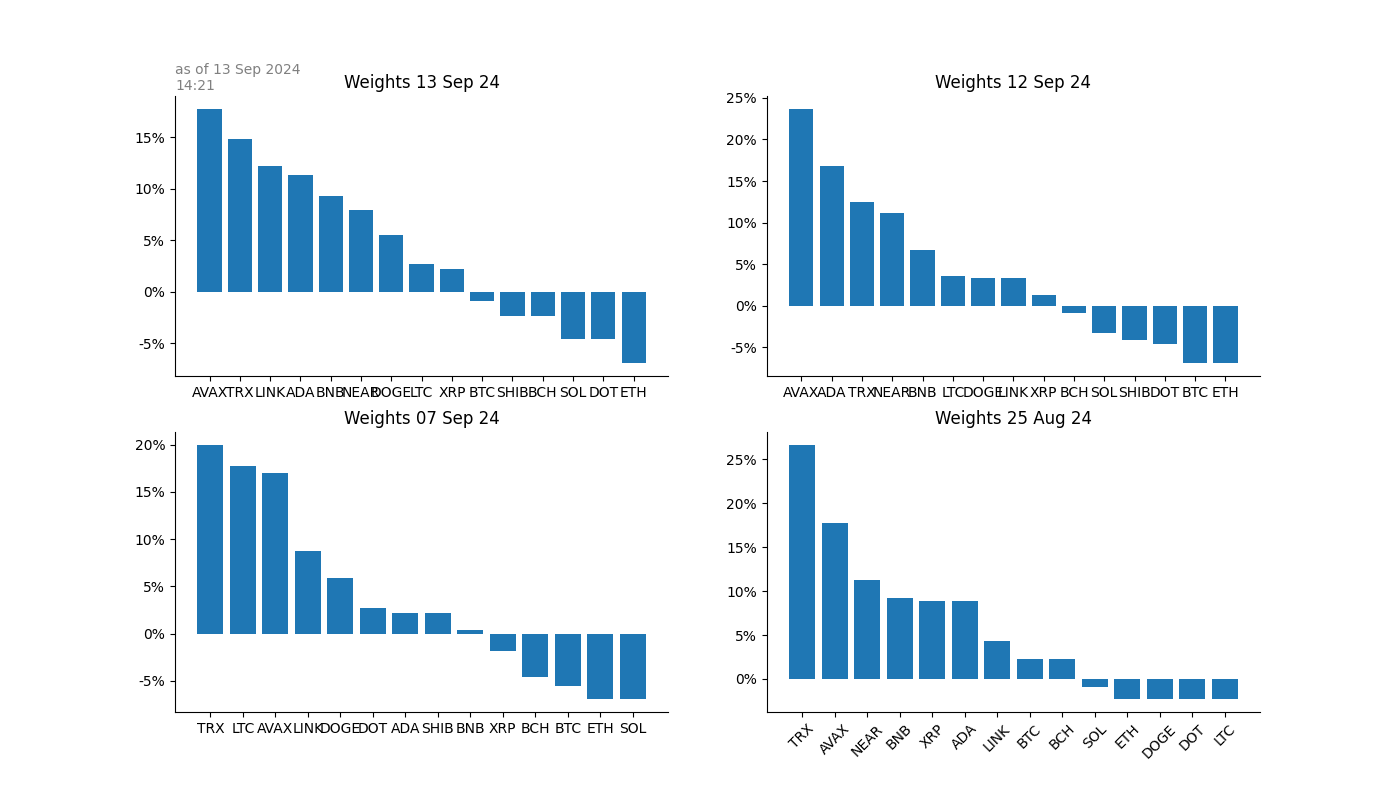 as of 13 Sep 2024
14:21
Weights 13 Sep 24
15%
10%
5%
0%
-5%
AVAX TRX LINK ADA BNB NEAR DOGE LTC XRP BTC SHIB BCH SOL DOT ETH
Weights 12 Sep 24
25%
20%
15%
10%
5%
0%
-5%
AVAX ADA TRX NEAR BNB LTC DOGE LINK XRP BCH SOL SHIB DOT BTC ETH
Weights 07 Sep 24
20%
15%
10%
5%
0%
-5%
TRX LTC AVAX LINK DOGE DOT ADA SHIB BNB XRP BCH BTC ETH SOL
Weights 25 Aug 24
25%
20%
15%
10%
5%
0%
TRX AVAX NEAR BNB XRP ADA LINK BTC BCH SOL ETH DOGE DOT LTC